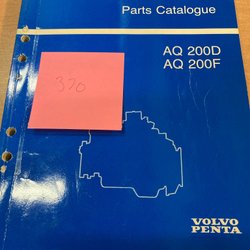 Parts Catalogue
AQ 200D
AQ 200F
370
VOLVO
PENTA